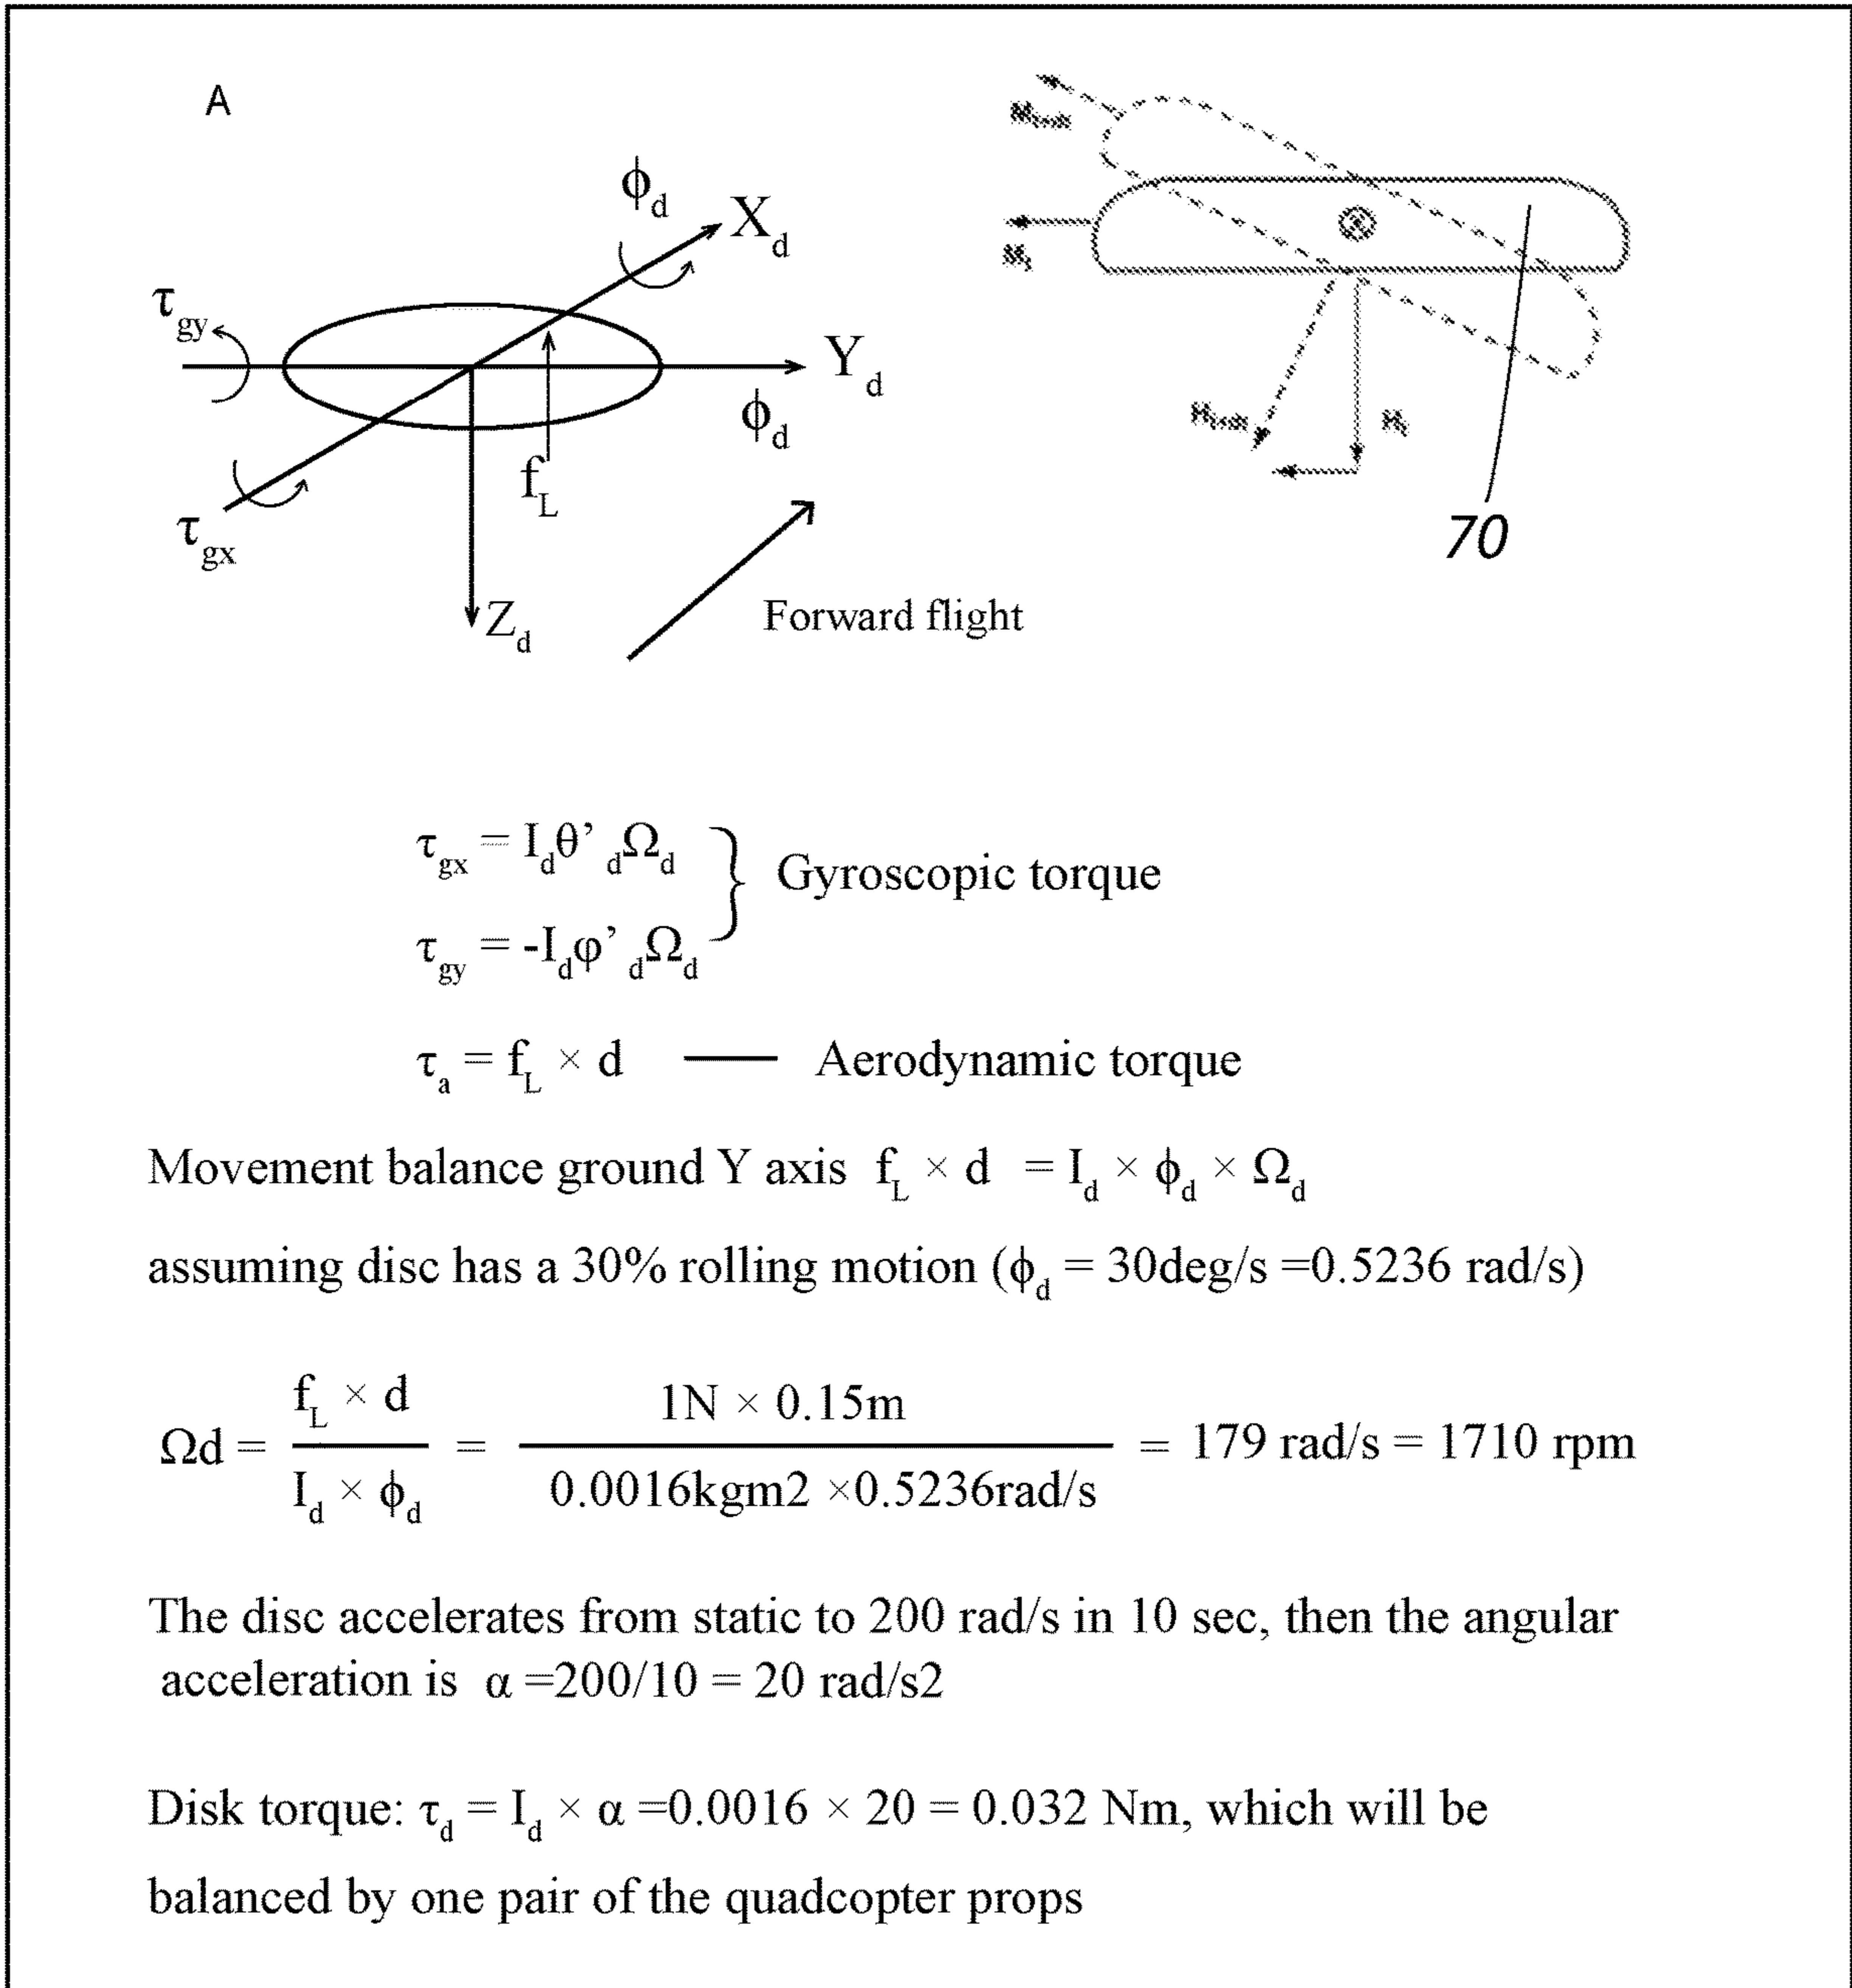 A
ϕd
Xd
τgy
Yd
ϕd
fL
τgx
Zd
Forward flight
Mt
Ht
70
τgx = Idθ’ dΩd
Gyroscopic torque
τgy = -Idφ’ dΩd
τa = fL × d — Aerodynamic torque
Movement balance ground Y axis fL × d = Id × ϕd × Ωd
assuming disc has a 30% rolling motion (ϕd = 30deg/s =0.5236 rad/s)
fL × d
1N × 0.15m
Ωd = = = 179 rad/s = 1710 rpm
Id × ϕd
0.0016kgm2 ×0.5236rad/s
The disc accelerates from static to 200 rad/s in 10 sec, then the angular
acceleration is α =200/10 = 20 rad/s2
Disk torque: τd = Id × α =0.0016 × 20 = 0.032 Nm, which will be
balanced by one pair of the quadcopter props